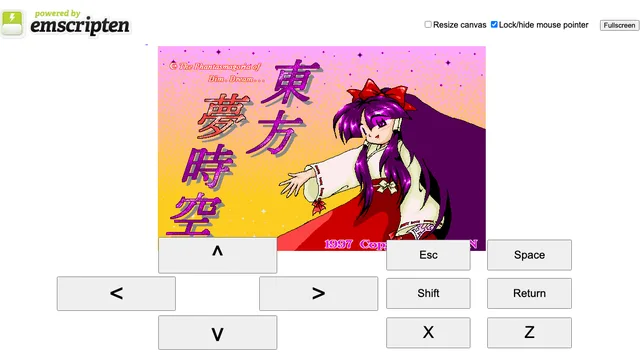 powered by
emscripten
Resize canvas
Lock/hide mouse pointer
Fullscreen
© The Phantasmagoria of
Dim. Dream...
東方
夢時空
1997 Cop
N
^
Esc
Space
<
>
Shift
Return
v
X
Z